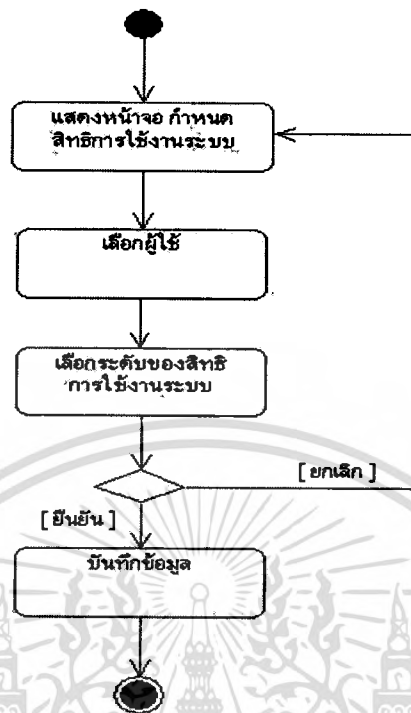 แสดงหน้าจอ กำหนด
สิทธิการใช้งานระบบ
เลือกผู้ใช้
เลือกระดับของสิทธิ
การใช้งานระบบ
[ ยกเลิก ]
[ ยืนยัน ]
บันทึกข้อมูล